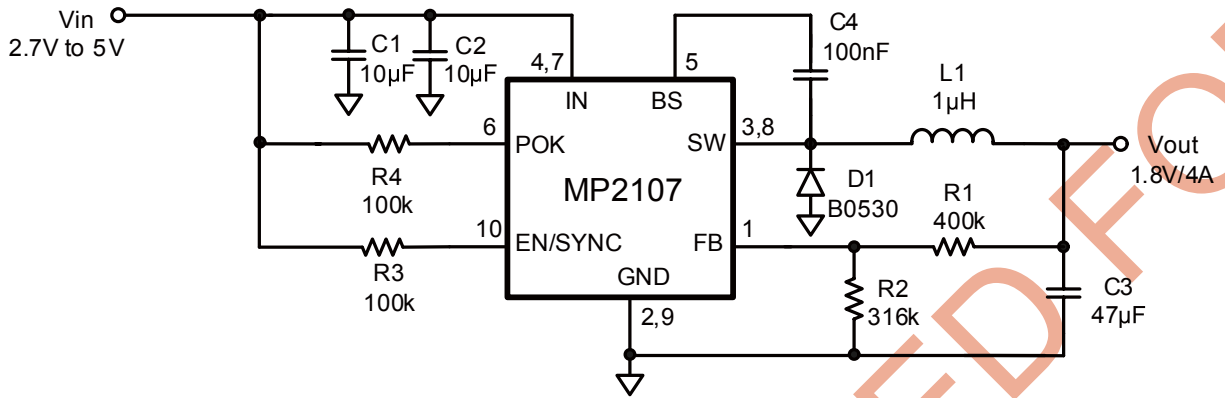 Vin
2.7V to 5V
C1
10µF
C2
10µF
4,7
IN
5
BS
C4
100nF
L1
1µH
6
POK
SW
3,8
R4
100k
MP2107
D1
B0530
Vout
1.8V/4A
R1
400k
10
EN/SYNC
FB
1
R3
100k
GND
2,9
R2
316k
C3
47µF
ED FO